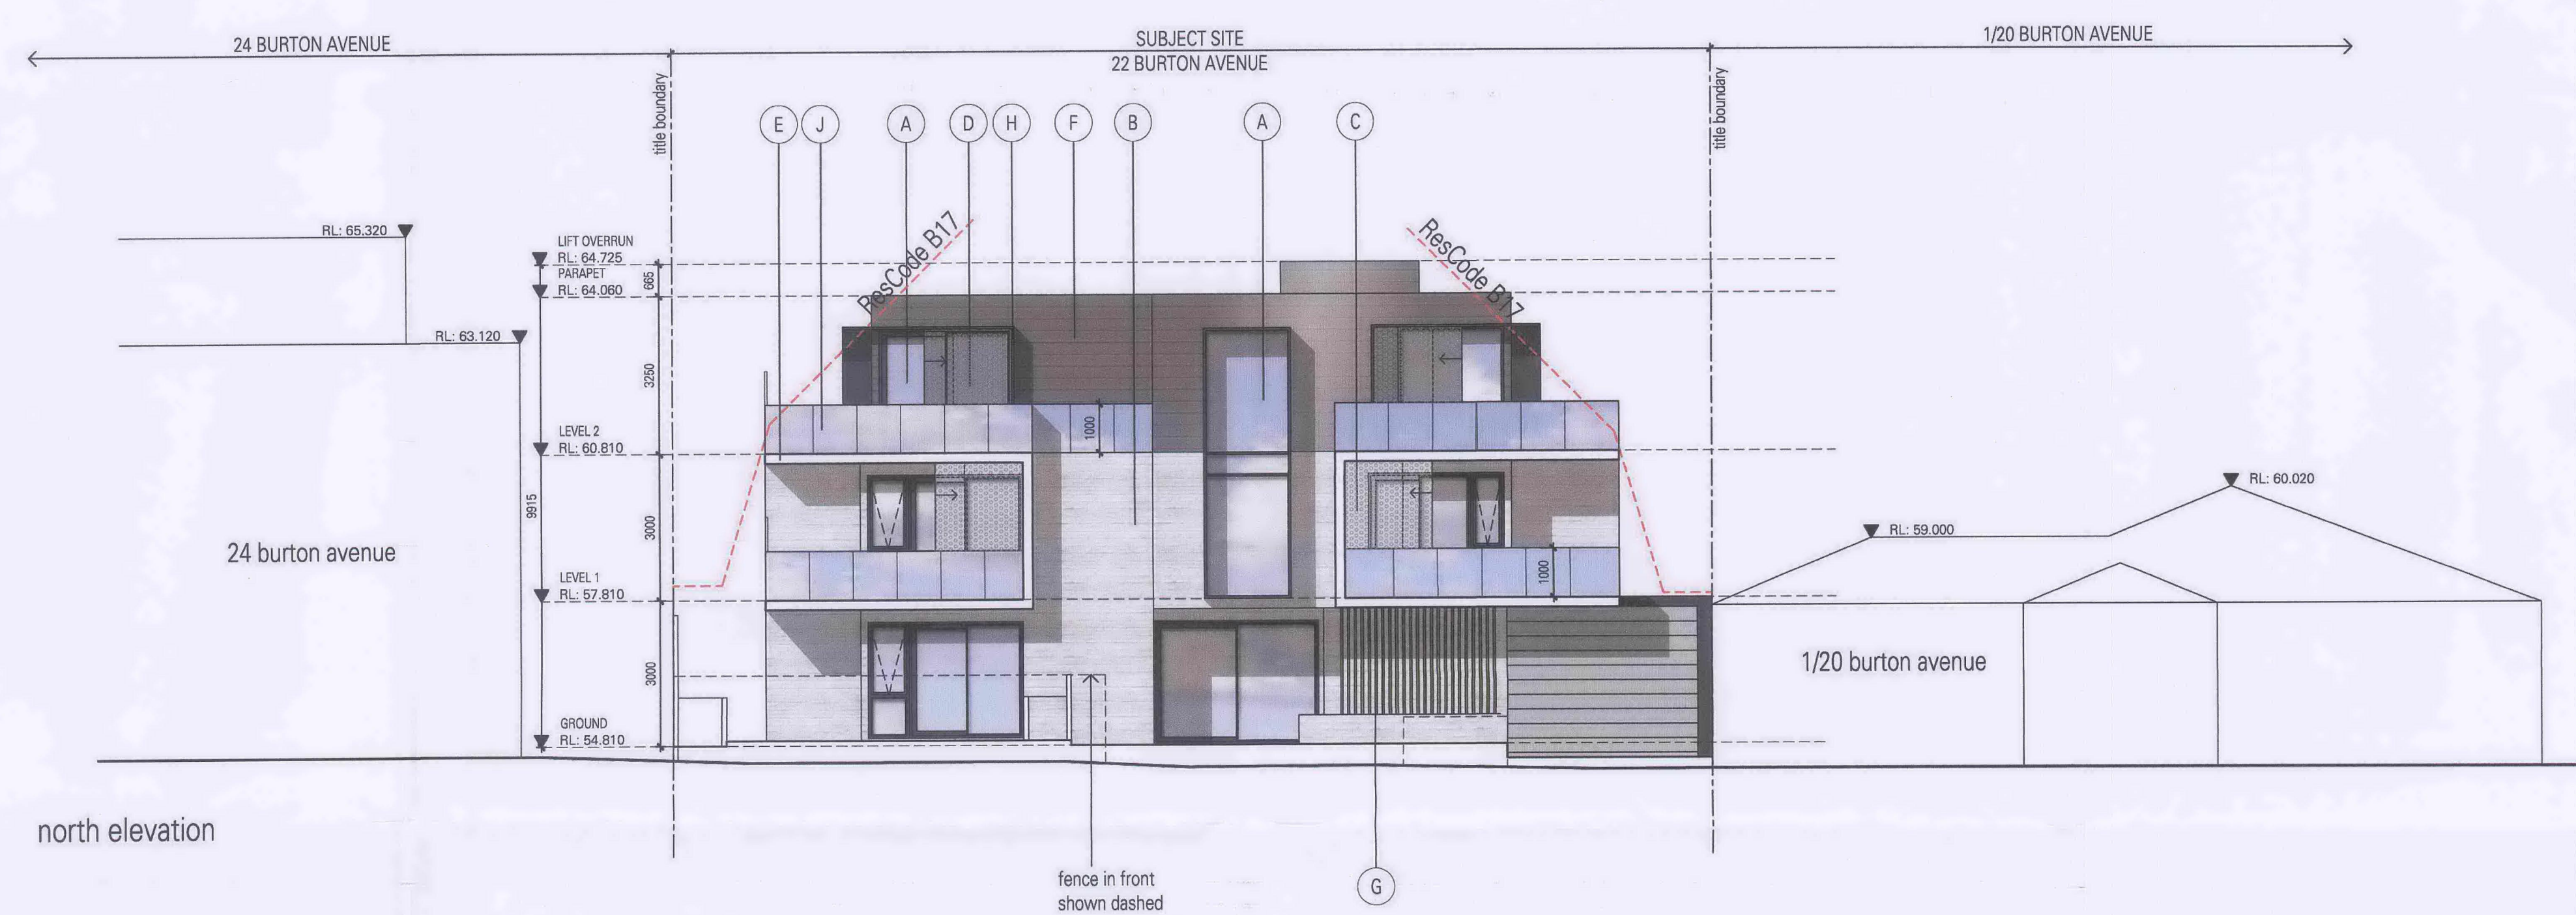 24 BURTON AVENUE
SUBJECT SITE
22 BURTON AVENUE
1/20 BURTON AVENUE
title boundary
title boundary
E
J
A
D
H
F
B
A
C
ResCode B17
ResCode B17
RL: 65.320
LIFT OVERRUN
RL: 64.725
PARAPET
RL: 64.060
665
RL: 63.120
3250
LEVEL 2
RL: 60.810
1000
RL: 60.020
9915
3000
RL: 59.000
24 burton avenue
LEVEL 1
RL: 57.810
1000
3000
1/20 burton avenue
GROUND
RL: 54.810
north elevation
fence in front
shown dashed
G